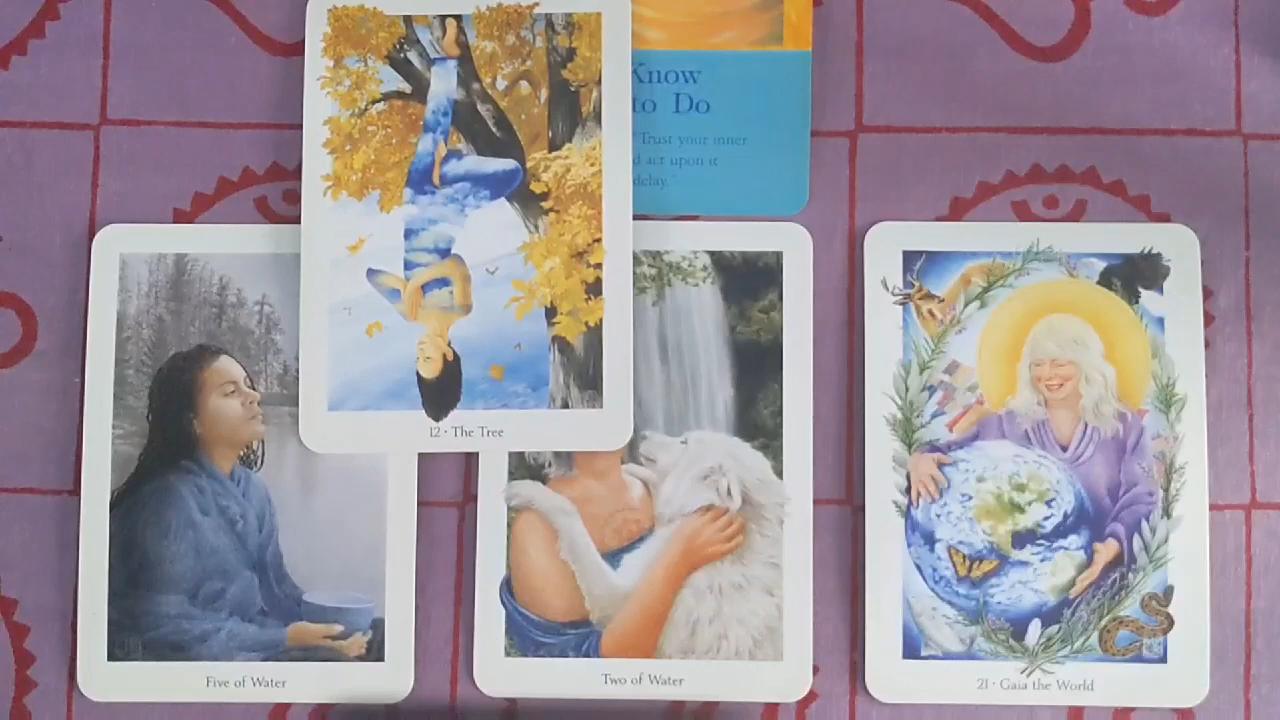 Know
to Do
"Trust your inner
d act upon it
delay."
12 · The Tree
Five of Water
Two of Water
21 · Gaia the World